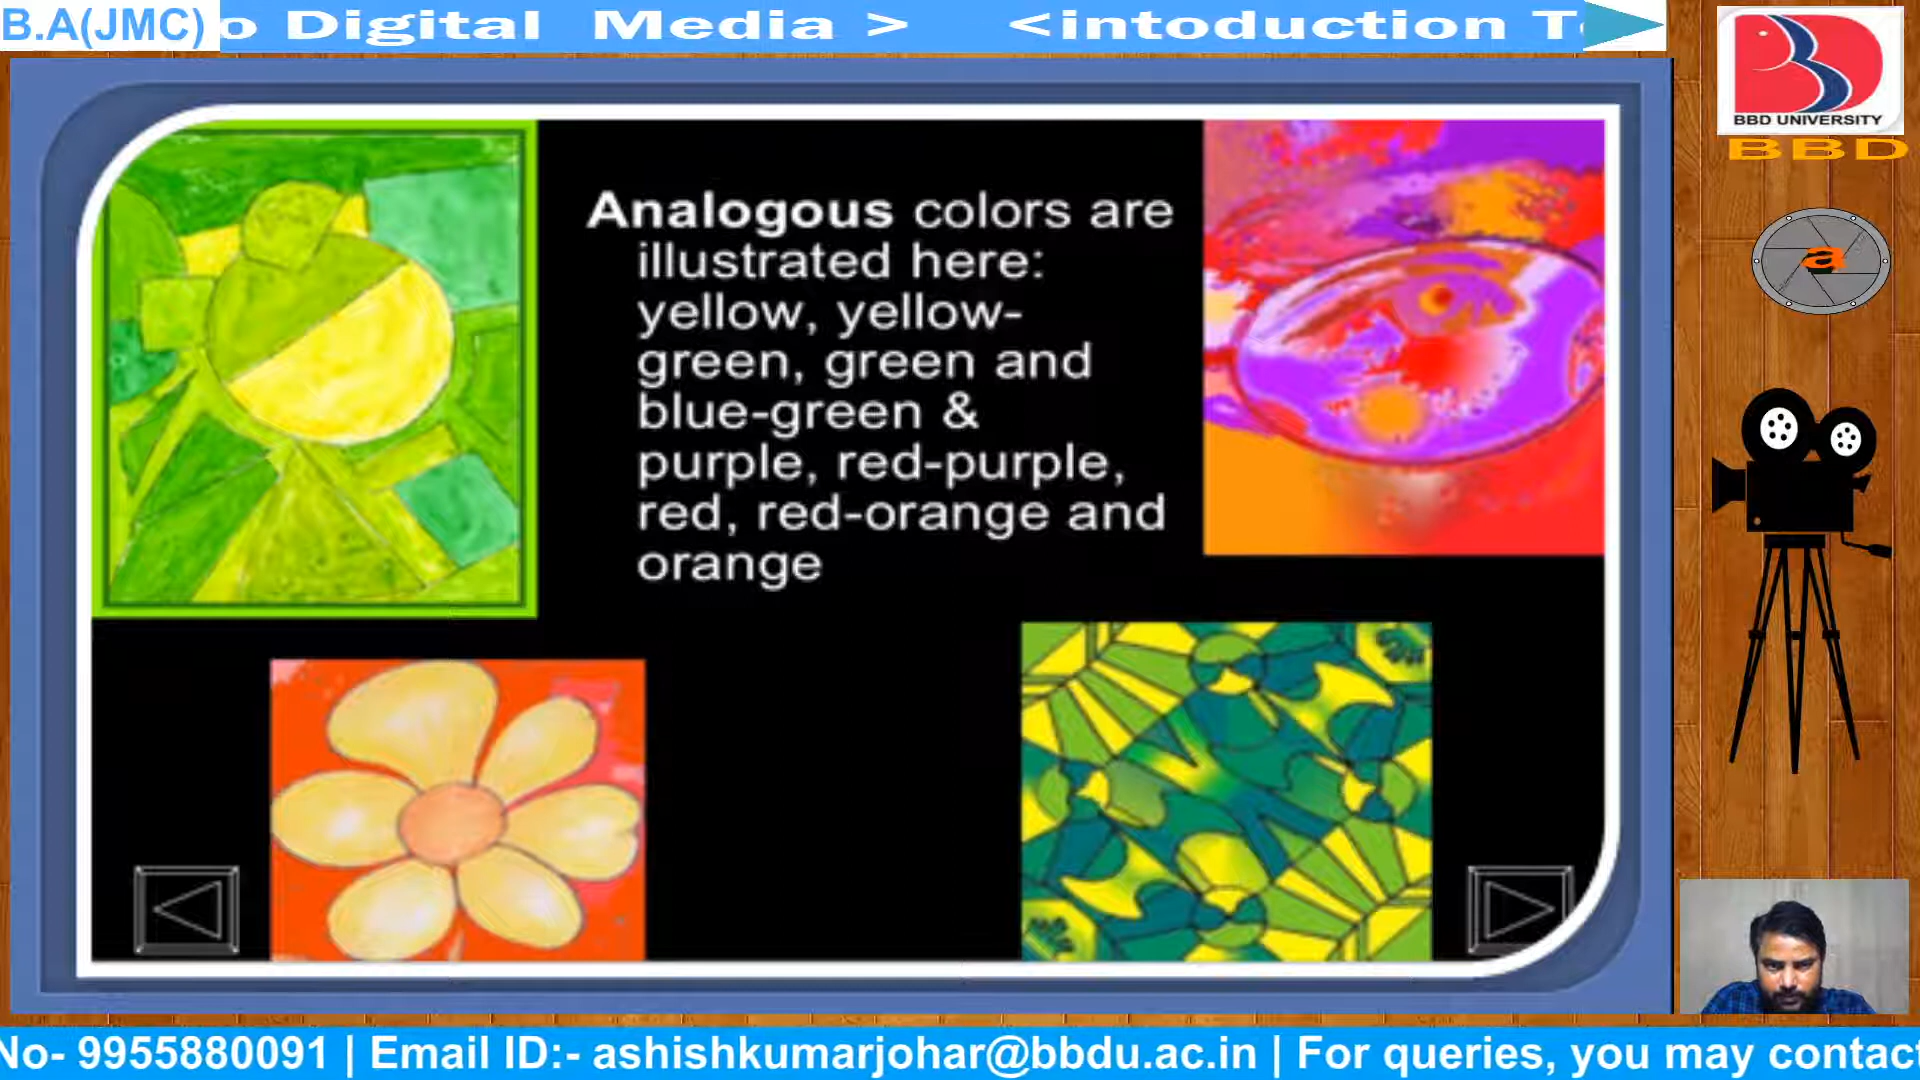 B.A(JMC) o Digital Media > <intoduction T
BBD UNIVERSITY
BBD
a
Analogous colors are
illustrated here:
yellow, yellow-
green, green and
blue-green &
purple, red-purple,
red, red-orange and
orange
No- 9955880091 | Email ID:- ashishkumarjohar@bbdu.ac.in | For queries, you may contact